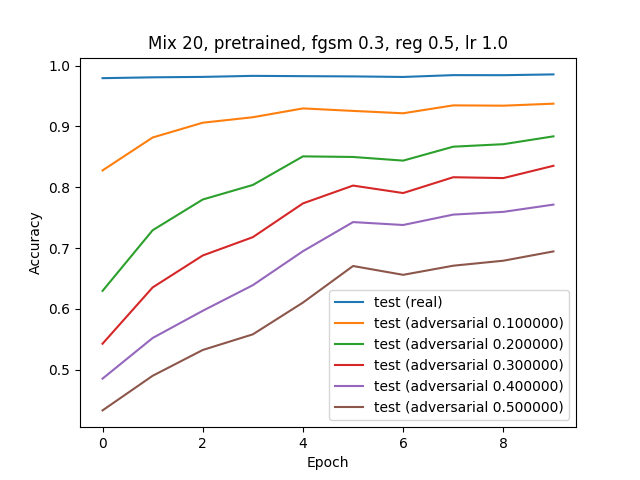 Mix 20, pretrained, fgsm 0.3, reg 0.5, lr 1.0
1.0
0.9
0.8
0.7
0.6
0.5
Accuracy
test (real)
test (adversarial 0.100000)
test (adversarial 0.200000)
test (adversarial 0.300000)
test (adversarial 0.400000)
test (adversarial 0.500000)
0 2 4 6 8
Epoch